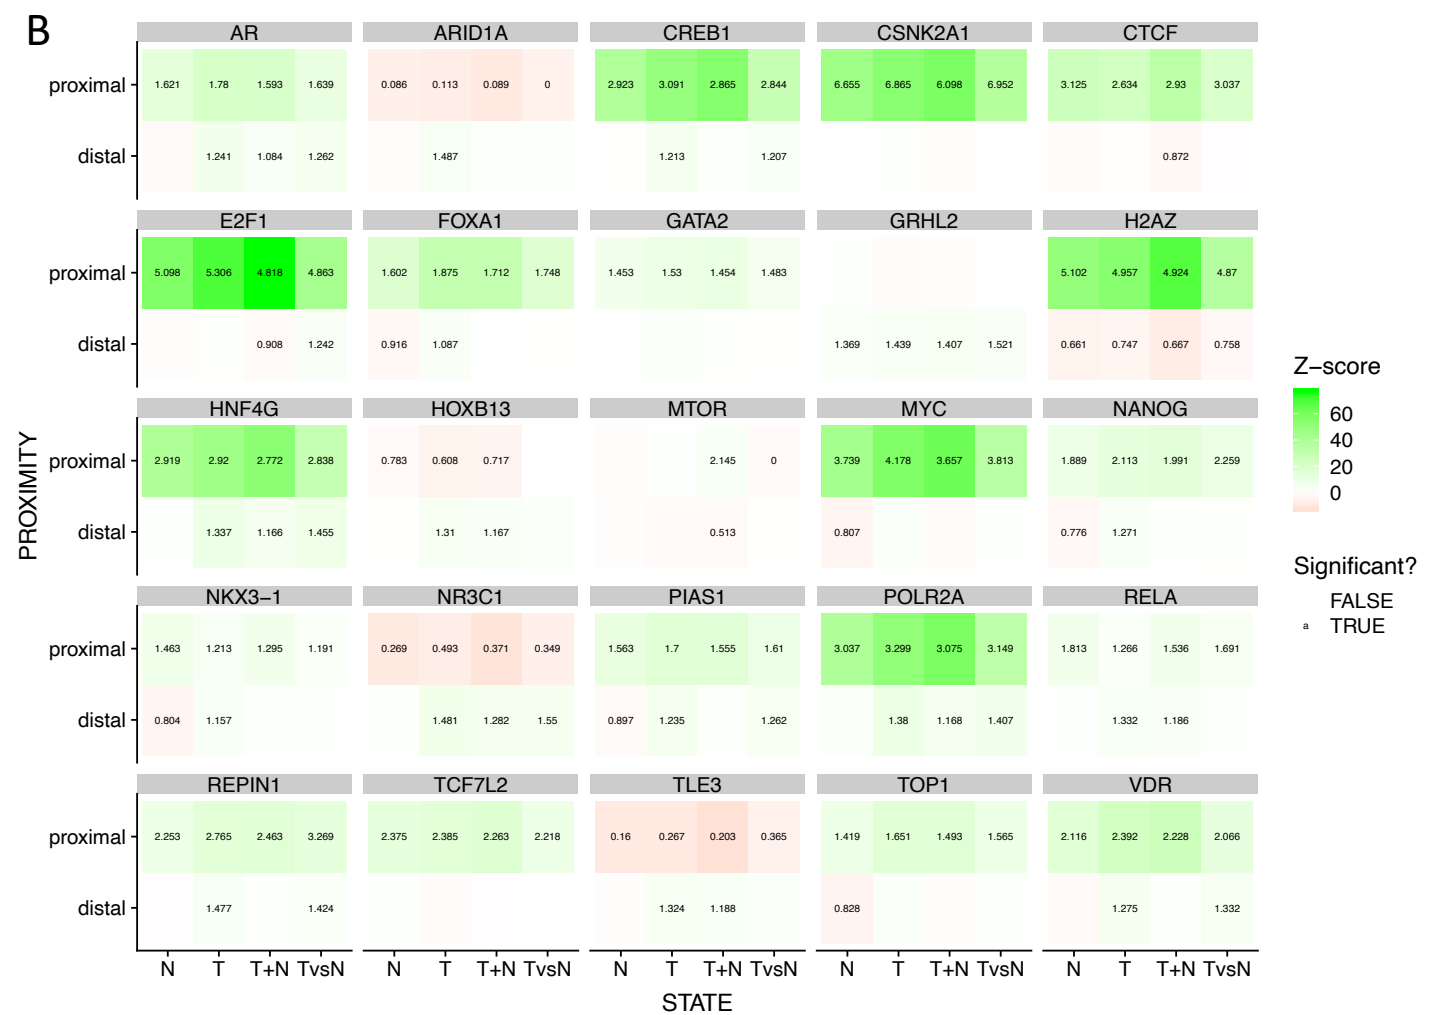 B
AR ARID1A CREB1 CSNK2A1 CTCF
proximal 1.621 1.78 1.593 1.639 0.086 0.113 0.089 0 2.923 3.091 2.865 2.844 6.655 6.865 6.098 6.952 3.125 2.634 2.93 3.037
distal 1.241 1.084 1.262 1.487 1.213 1.207 0.872
E2F1 FOXA1 GATA2 GRHL2 H2AZ
proximal 5.098 5.306 4.818 4.863 1.602 1.875 1.712 1.748 1.453 1.53 1.454 1.483 5.102 4.957 4.924 4.87
distal 0.908 1.242 0.916 1.087 1.369 1.439 1.407 1.521 0.661 0.747 0.667 0.758
HNF4G HOXB13 MTOR MYC NANOG
proximal 2.919 2.92 2.772 2.838 0.783 0.608 0.717 2.145 0 3.739 4.178 3.657 3.813 1.889 2.113 1.991 2.259
distal 1.337 1.166 1.455 1.31 1.167 0.513 0.807 0.776 1.271
NKX3−1 NR3C1 PIAS1 POLR2A RELA
proximal 1.463 1.213 1.295 1.191 0.269 0.493 0.371 0.349 1.563 1.7 1.555 1.61 3.037 3.299 3.075 3.149 1.813 1.266 1.536 1.691
distal 0.804 1.157 1.481 1.282 1.55 0.897 1.235 1.262 1.38 1.168 1.407 1.332 1.186
REPIN1 TCF7L2 TLE3 TOP1 VDR
proximal 2.253 2.765 2.463 3.269 2.375 2.385 2.263 2.218 0.16 0.267 0.203 0.365 1.419 1.651 1.493 1.565 2.116 2.392 2.228 2.066
distal 1.477 1.424 1.324 1.188 0.828 1.275 1.332
N T T+N TvsN N T T+N TvsN N T T+N TvsN N T T+N TvsN N T T+N TvsN
STATE
PROXIMITY
Z−score
60
40
20
0
Significant?
FALSE
a TRUE